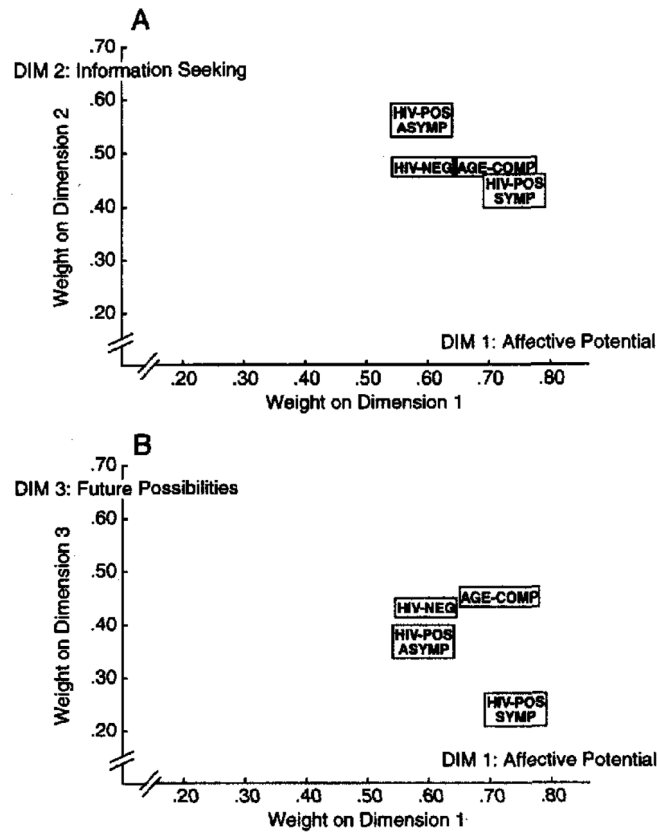 A
.70
DIM 2: Information Seeking
.60
HIV-POS
ASYMP
.50
HIV-NEG AGE-COMP
HIV-POS
SYMP
.40
.30
.20
Weight on Dimension 2
DIM 1: Affective Potential
.20 .30 .40 .50 .60 .70 .80
Weight on Dimension 1
B
.70
DIM 3: Future Possibilities
.60
.50
AGE-COMP
HIV-NEG
.40
HIV-POS
ASYMP
.30
HIV-POS
SYMP
.20
Weight on Dimension 3
DIM 1: Affective Potential
.20 .30 .40 .50 .60 .70 .80
Weight on Dimension 1